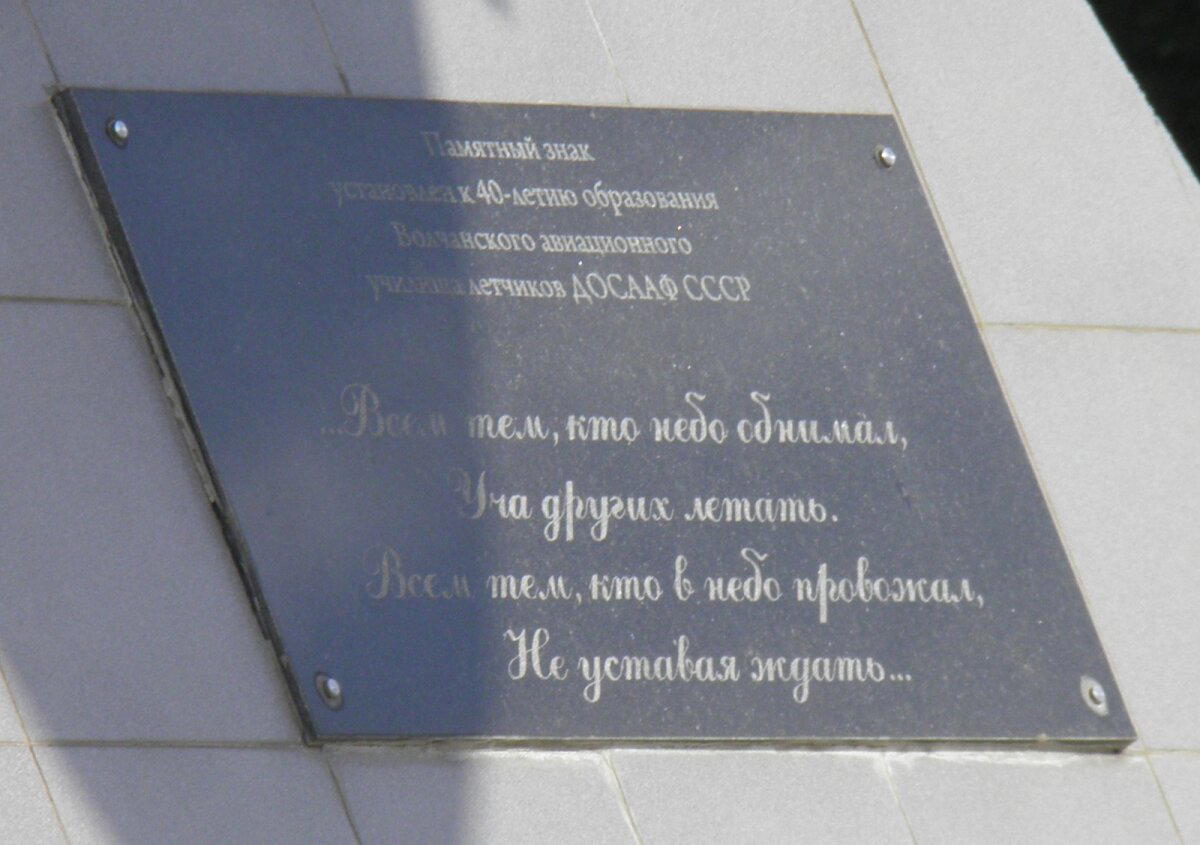 Памятный знак
установлен к 40-летию образования
Волчанского авиационного
училища летчиков ДОСААФ СССР
...Всем тем, кто небо обнимал,
Уча других летать.
Всем тем, кто в небо провожал,
Не уставая ждать...